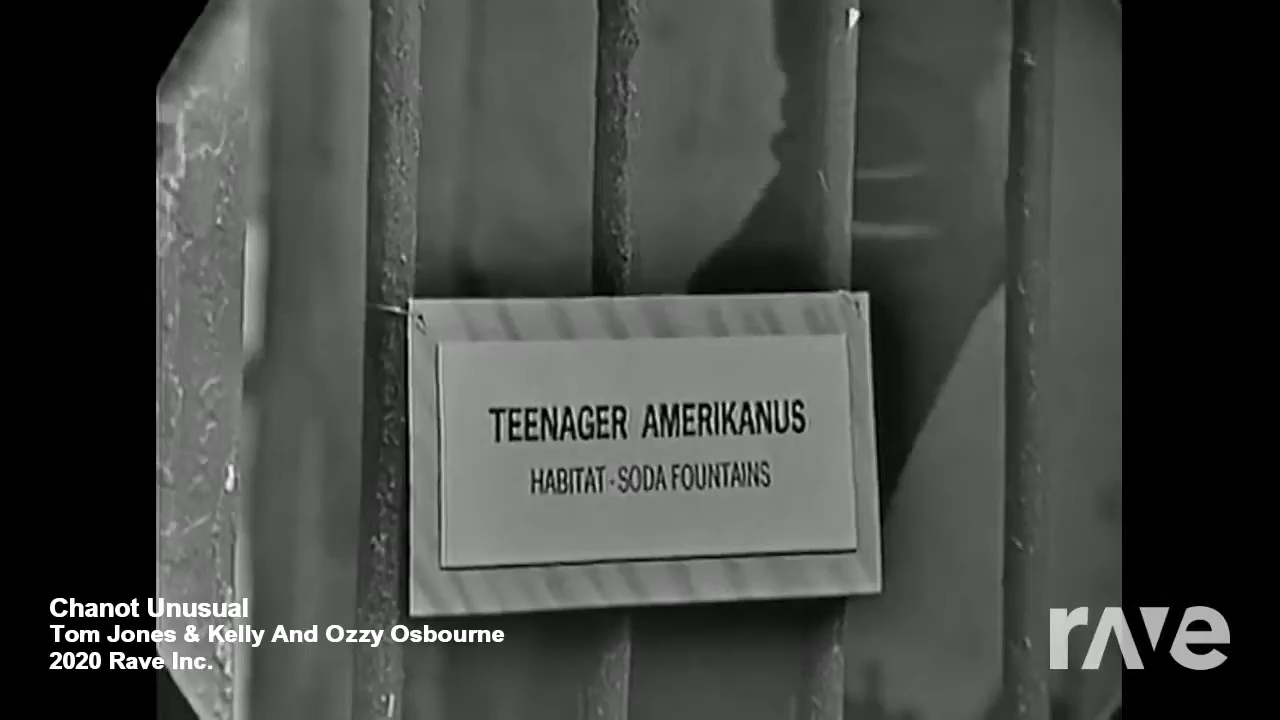 TEENAGER AMERIKANUS
HABITAT - SODA FOUNTAINS
Chanot Unusual
Tom Jones & Kelly And Ozzy Osbourne
2020 Rave Inc.
rave